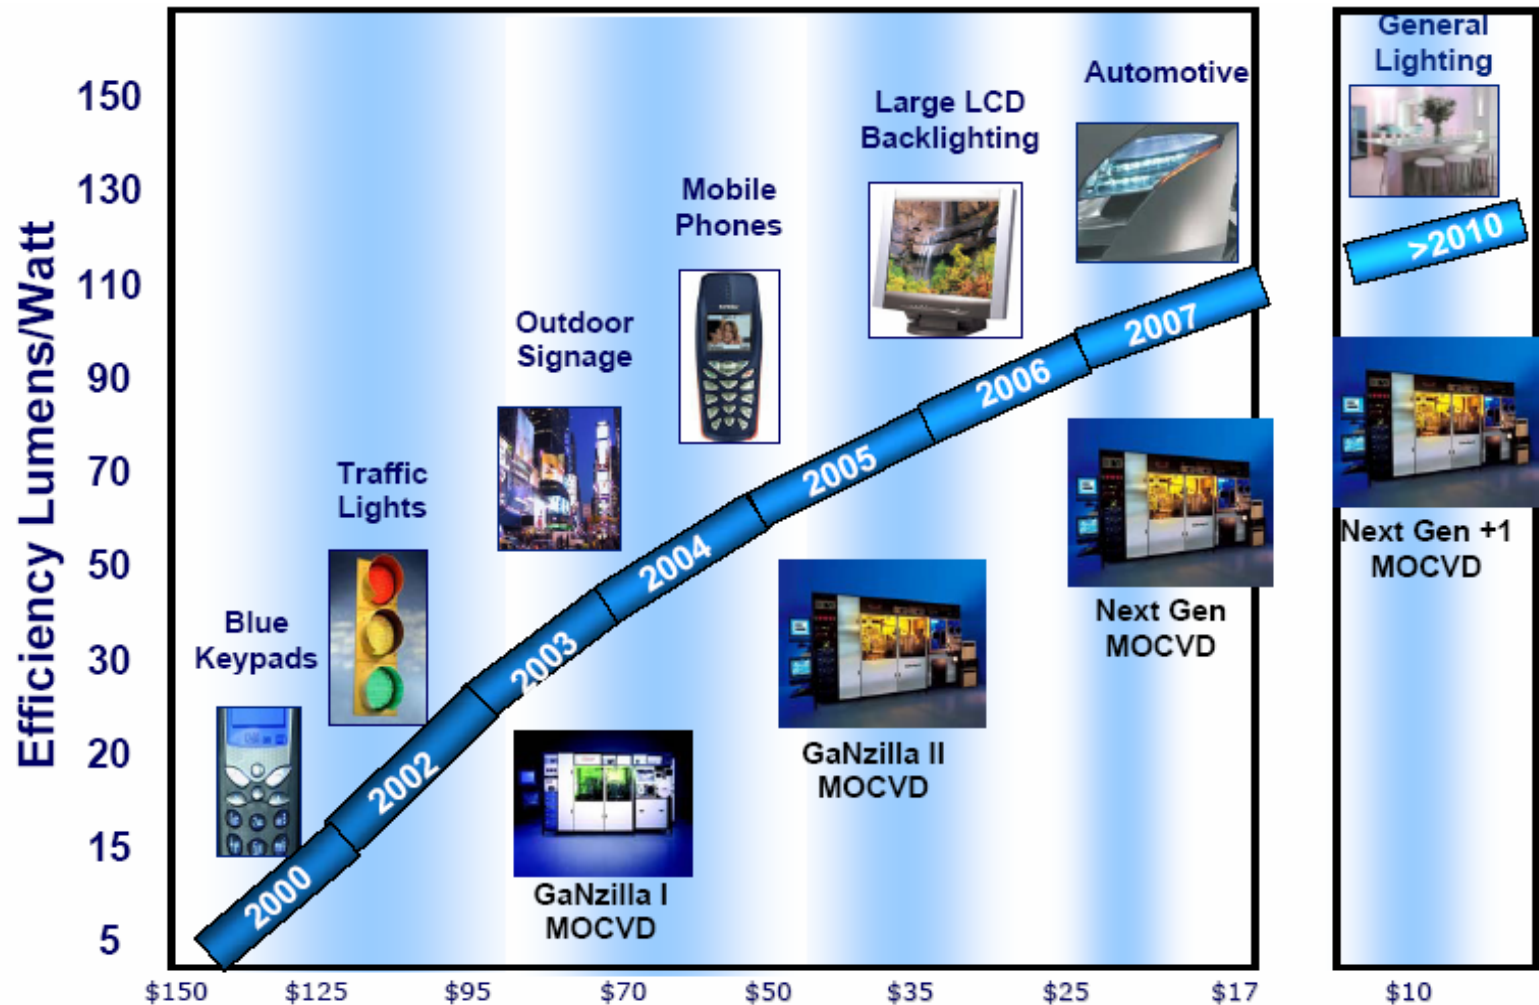 General
Lighting
Automotive
Large LCD
Backlighting
Mobile
Phones
Outdoor
Signage
Traffic
Lights
Blue
Keypads
Efficiency Lumens/Watt
150
130
110
90
70
50
30
20
15
5
2000
2002
2003
2004
2005
2006
2007
>2010
GaNzilla I
MOCVD
GaNzilla II
MOCVD
Next Gen
MOCVD
Next Gen +1
MOCVD
$150 $125 $95 $70 $50 $35 $25 $17 $10